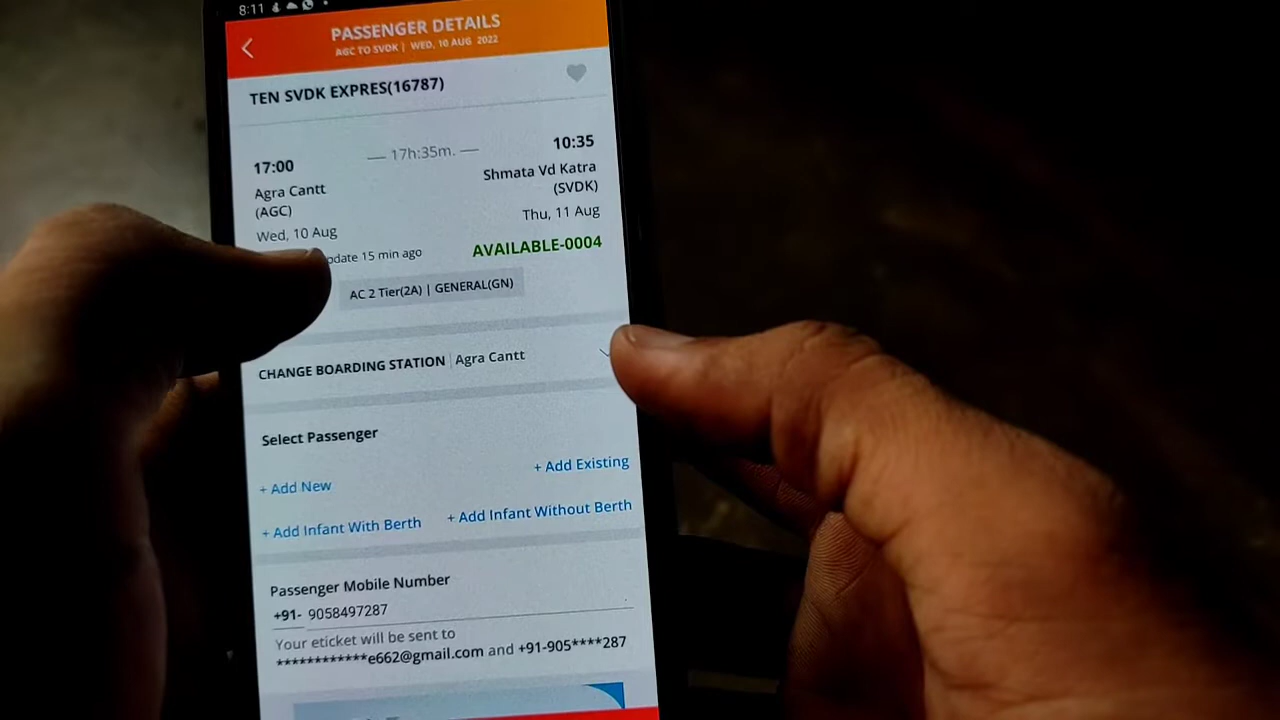 8:11
PASSENGER DETAILS
AGC TO SVDK | WED, 10 AUG 2022
TEN SVDK EXPRES(16787)
17:00 — 17h:35m. — 10:35
Agra Cantt
(AGC)
Shmata Vd Katra
(SVDK)
Wed, 10 Aug
Thu, 11 Aug
15 min ago
AVAILABLE-0004
AC 2 Tier(2A) | GENERAL(GN)
CHANGE BOARDING STATION | Agra Cantt
Select Passenger
+ Add New
+ Add Existing
+ Add Infant With Berth
+ Add Infant Without Berth
Passenger Mobile Number
+91- 9058497287
Your eticket will be sent to
************e662@gmail.com and +91-905****287